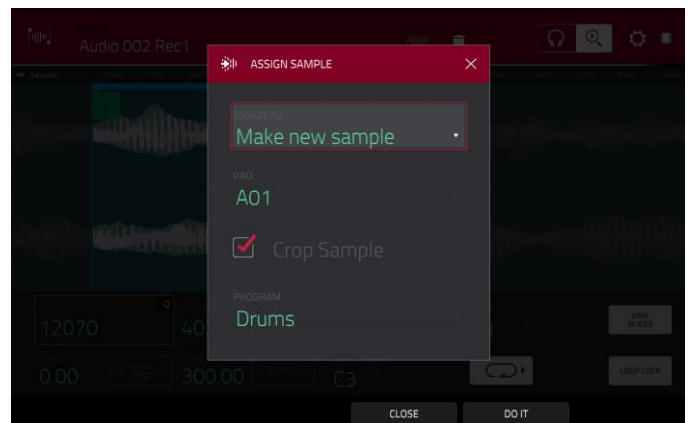 Audio 002 Rec1
Samples
ASSIGN SAMPLE
ASSIGN TO
Make new sample
PAD
A01
Crop Sample
PROGRAM
Drums
12070
Q
LINK
SLICES
0.00
300.00
C3
LOOP LOCK
CLOSE
DO IT